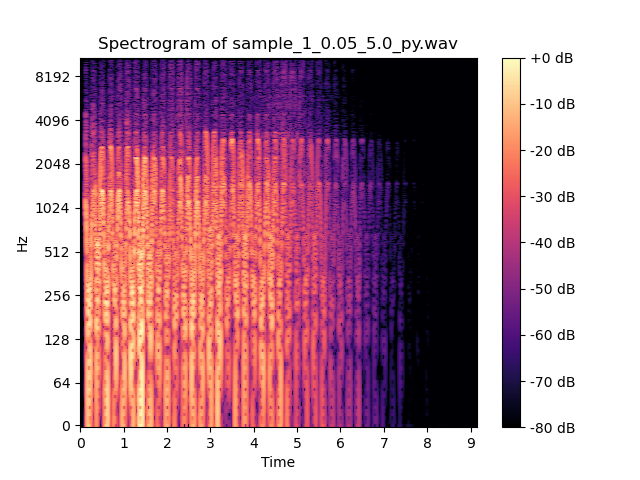 Spectrogram of sample_1_0.05_5.0_py.wav
Hz
8192
4096
2048
1024
512
256
128
64
0
0 1 2 3 4 5 6 7 8 9
Time
+0 dB
-10 dB
-20 dB
-30 dB
-40 dB
-50 dB
-60 dB
-70 dB
-80 dB